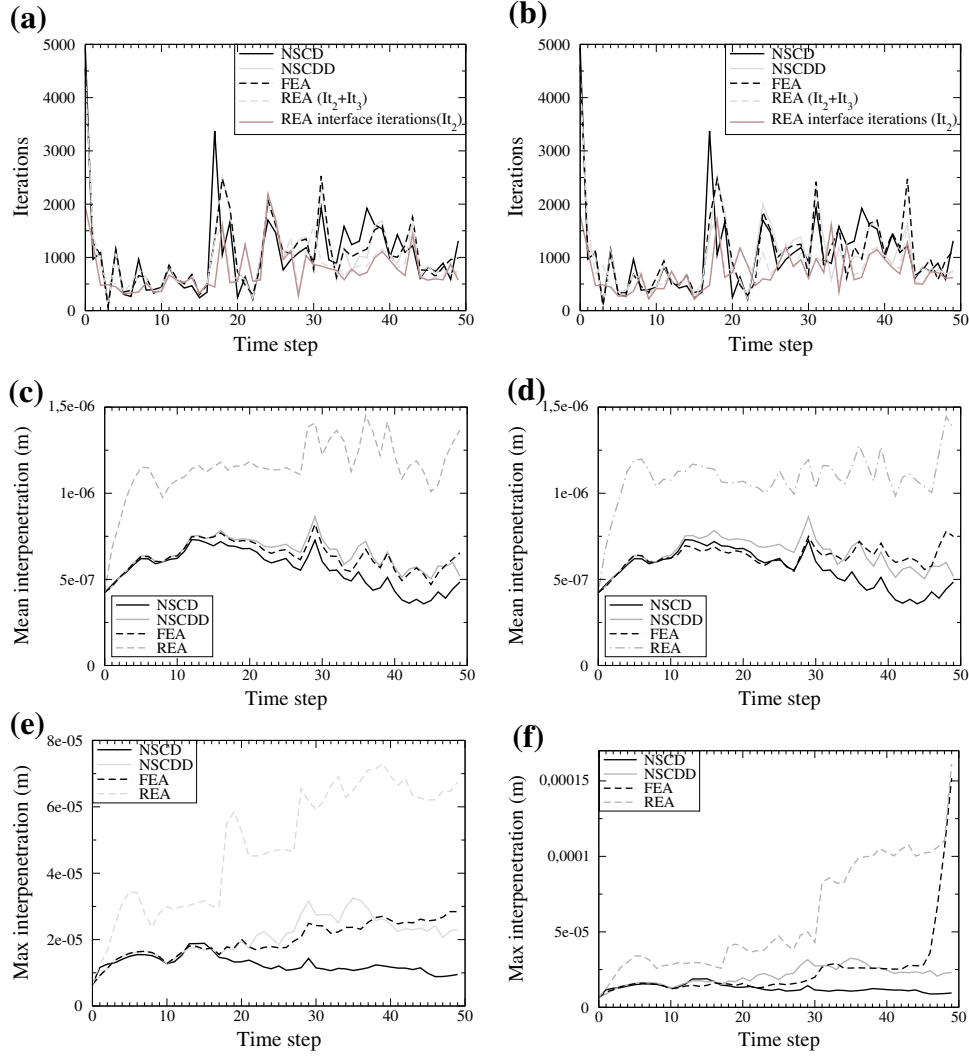 (a)
5000
4000
3000
2000
1000
0
Iterations
NSCD
NSCDD
FEA
REA (It2+It3)
REA interface iterations(It2)
0 10 20 30 40 50
Time step
(b)
5000
4000
3000
2000
1000
0
Iterations
NSCD
NSCDD
FEA
REA (It2+It3)
REA interface iterations (It2)
0 10 20 30 40 50
Time step
(c)
1,5e-06
1e-06
5e-07
0
Mean interpenetration (m)
NSCD
NSCDD
FEA
REA
0 10 20 30 40 50
Time step
(d)
1,5e-06
1e-06
5e-07
0
Mean interpenetration (m)
NSCD
NSCDD
FEA
REA
0 10 20 30 40 50
Time step
(e)
8e-05
6e-05
4e-05
2e-05
0
Max interpenetration (m)
NSCD
NSCDD
FEA
REA
0 10 20 30 40 50
Time step
(f)
0,00015
0,0001
5e-05
0
Max interpenetration (m)
NSCD
NSCDD
FEA
REA
0 10 20 30 40 50
Time step